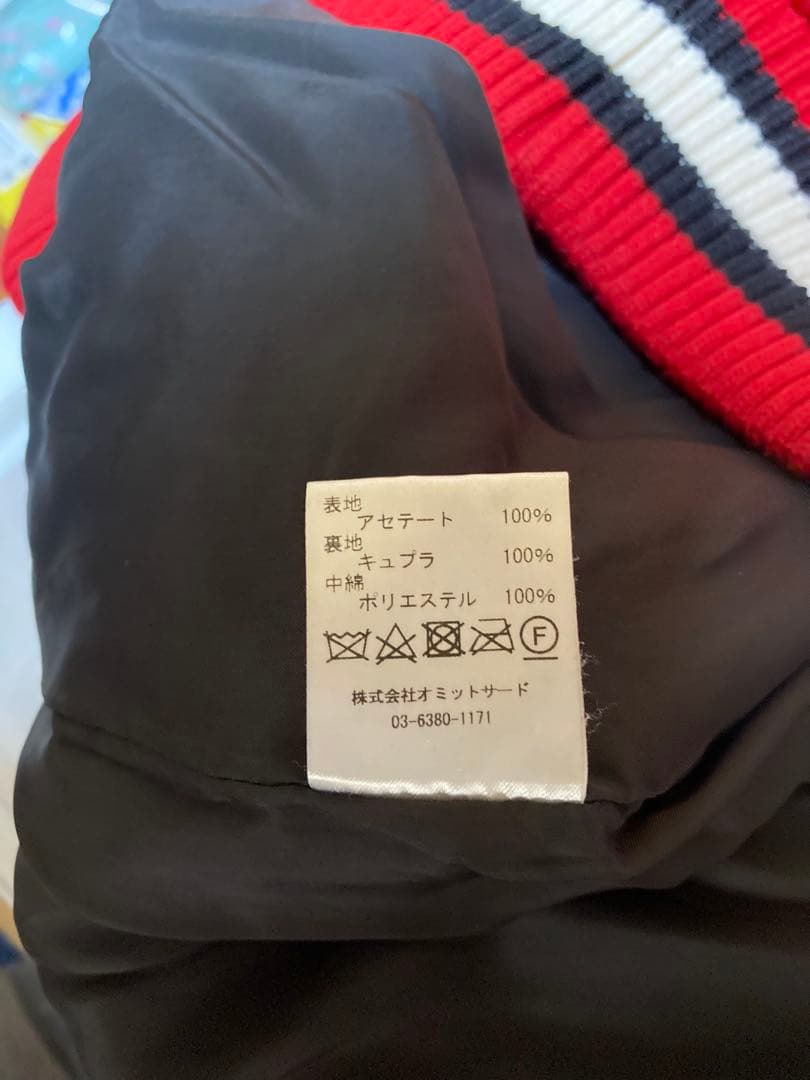 表地
アセテート 100%
裏地
キュプラ 100%
中綿
ポリエステル 100%
F
株式会社オミットサード
03-6380-1171